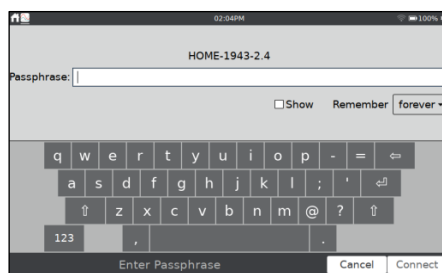 02:04PM 100%
HOME-1943-2.4
Passphrase:
Show Remember forever
q w e r t y u i o p - = ⇦
a s d f g h j k l ; ' ⏎
⇧ z x c v b n m @ ? ⇧
123 , .
Enter Passphrase Cancel Connect